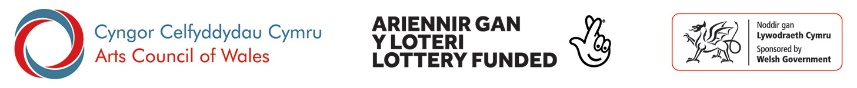 Cyngor Celfyddydau Cymru
Arts Council of Wales
ARIENNIR GAN
Y LOTERI
LOTTERY FUNDED
Noddir gan
Lywodraeth Cymru
Sponsored by
Welsh Government